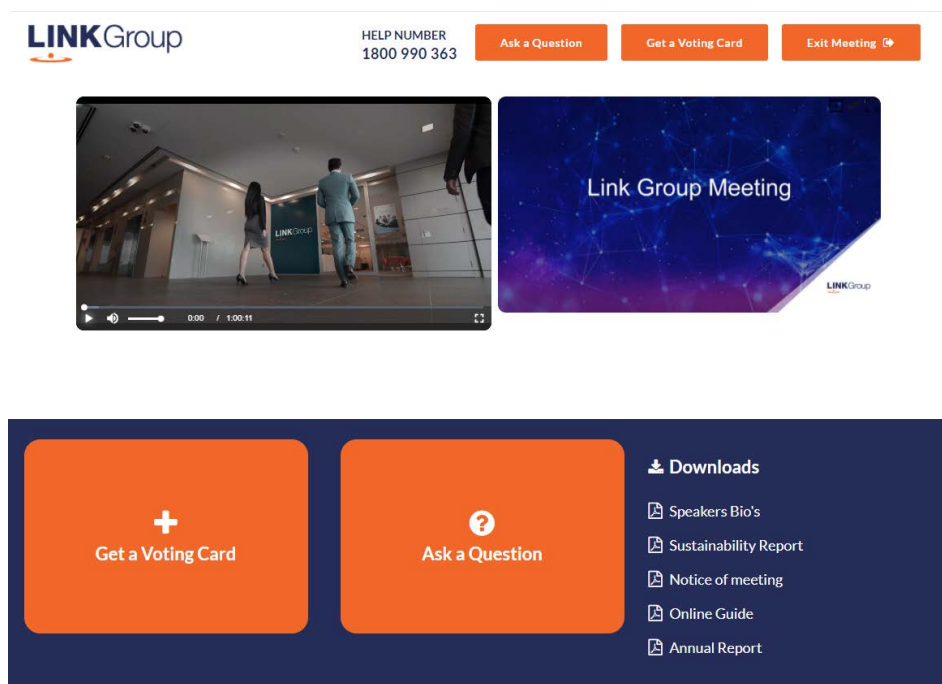 LINKGroup
HELP NUMBER
1800 990 363
Ask a Question
Get a Voting Card
Exit Meeting
LINKGroup
0:00 / 1:00:11
Link Group Meeting
LINKGroup
Get a Voting Card
Ask a Question
Downloads
Speakers Bio's
Sustainability Report
Notice of meeting
Online Guide
Annual Report